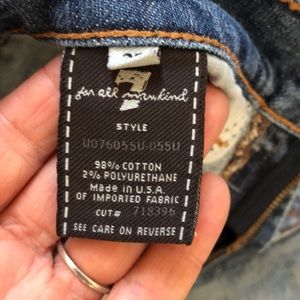 7
for all mankind
STYLE
U076055U-055U
98% COTTON
2% POLYURETHANE
Made in U.S.A.
OF IMPORTED FABRIC
CUT# 718396
SEE CARE ON REVERSE